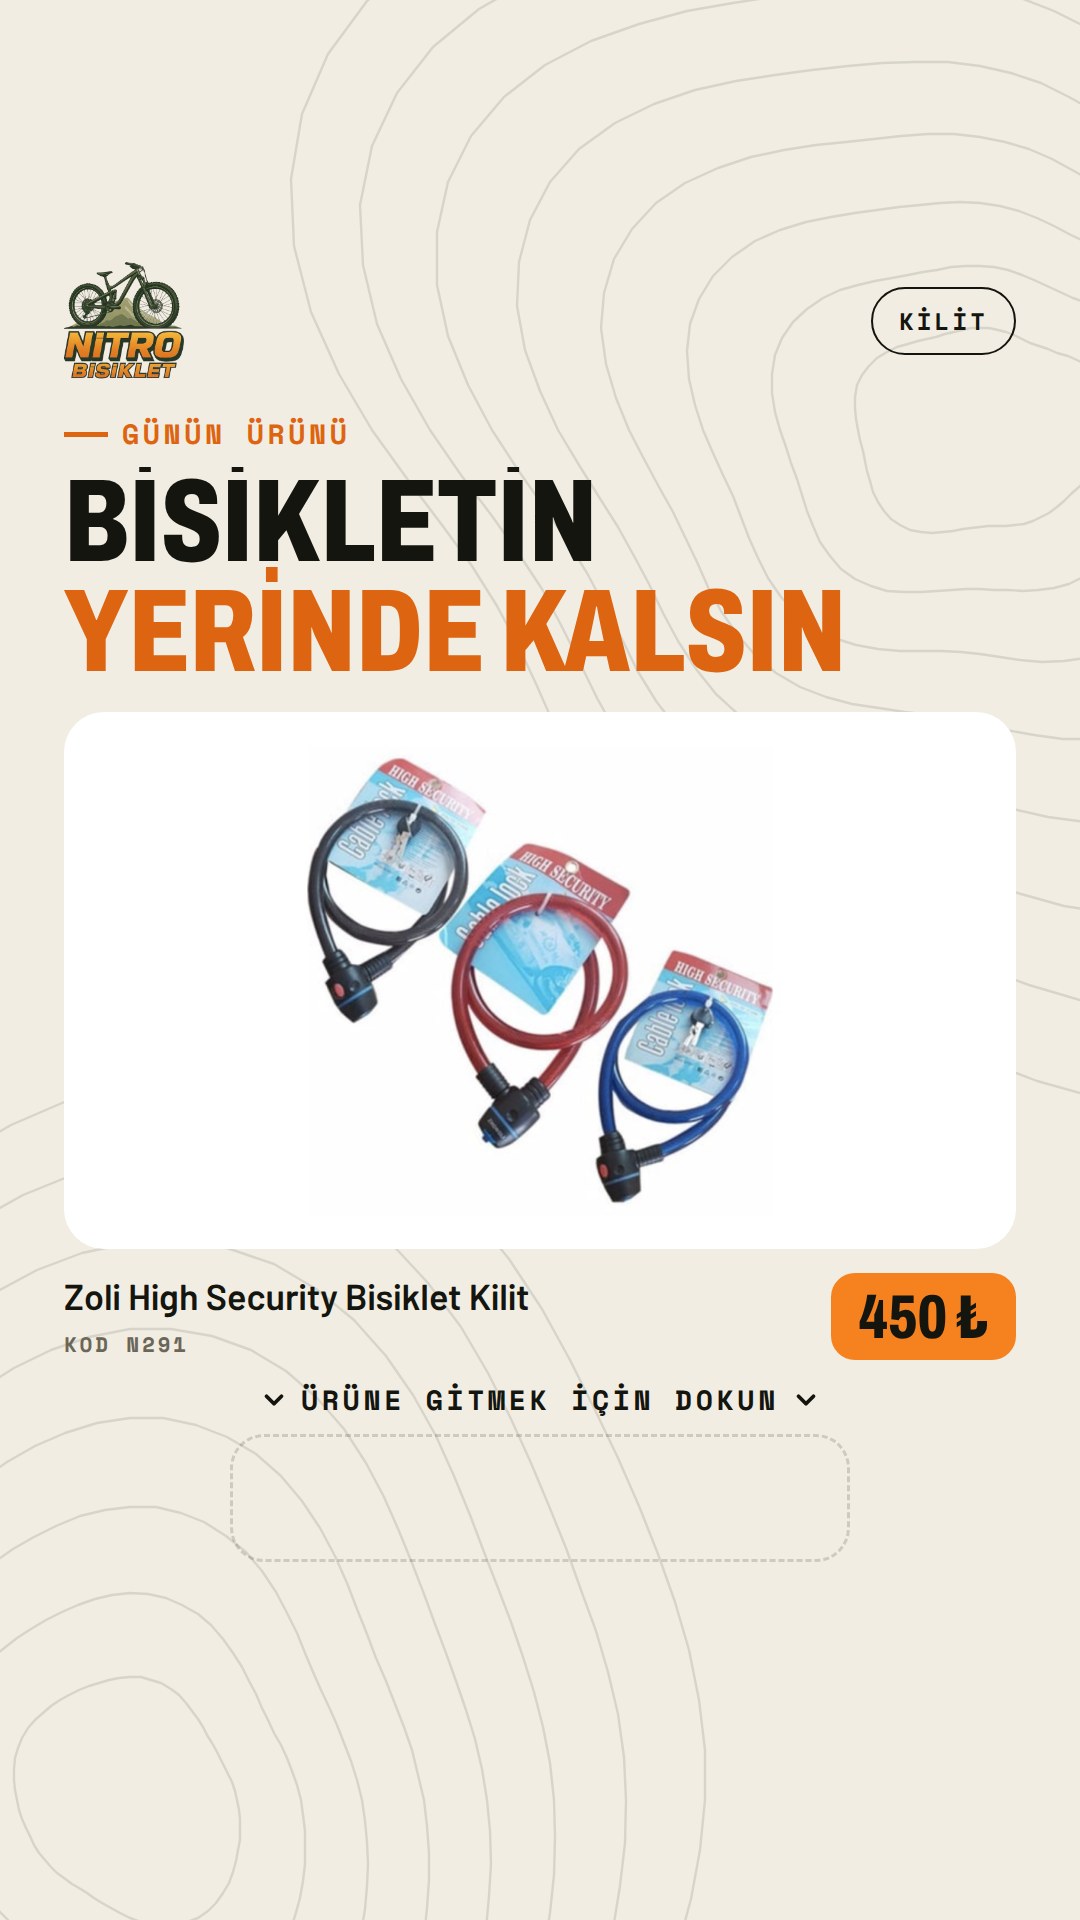 NiTRO
BiSiKLET
KİLİT
GÜNÜN ÜRÜNÜ
BİSİKLETİN
YERİNDE KALSIN
HIGH SECURITY
Cable lock
HIGH SECURITY
Cable lock
HIGH SECURITY
Cable lock
Zoli High Security Bisiklet Kilit
450 ₺
KOD N291
ÜRÜNE GİTMEK İÇİN DOKUN